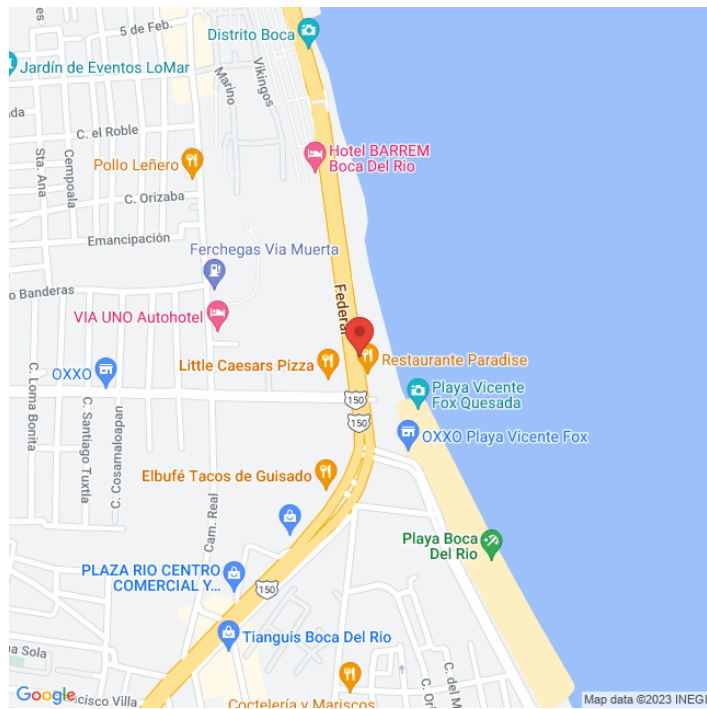 5 de Feb.
Distrito Boca
Jardín de Eventos LoMar
Marino
Vikingos
C. el Roble
Sta. Ana
Cempoala
Pollo Leñero
Hotel BARREM
Boca Del Rio
C. Orizaba
Emancipación
Ferchegas Via Muerta
Banderas
Federal
VIA UNO Autohotel
Little Caesars Pizza
Restaurante Paradise
OXXO
C. Loma Bonita
C. Santiago Tuxtla
C. Cosamaloapan
Playa Vicente
Fox Quesada
150
150
OXXO Playa Vicente Fox
Elbufé Tacos de Guisado
Cam. Real
Playa Boca
Del Rio
PLAZA RIO CENTRO
COMERCIAL Y...
150
Tianguis Boca Del Rio
Sola
C. del M
Google
cisco Villa
Coctelería y Mariscos
Map data ©2023 INEGI